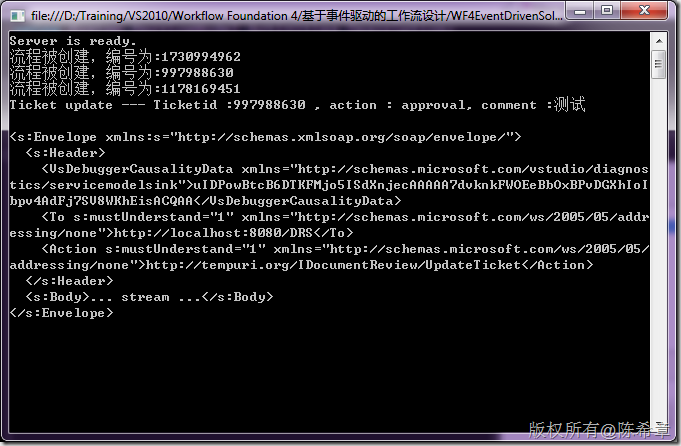 file:///D:/Training/VS2010/Workflow Foundation 4/基于事件驱动的工作流设计/WF4EventDrivenSol...
Server is ready.
流程被创建，编号为:1730994962
流程被创建，编号为:997988630
流程被创建，编号为:1178169451
Ticket update --- Ticketid :997988630 , action : approval, comment :测试
<s:Envelope xmlns:s="http://schemas.xmlsoap.org/soap/envelope/">
<s:Header>
<VsDebuggerCausalityData xmlns="http://schemas.microsoft.com/vstudio/diagnos
tics/servicemodelsink">uIDPowBtcB6DTKFMjo5ISdXnjecAAAAA7dvknkFWOEeBbOxBPvDGXhIoI
bpv4AdFj7SV8WKhEisACQAA</VsDebuggerCausalityData>
<To s:mustUnderstand="1" xmlns="http://schemas.microsoft.com/ws/2005/05/addr
essing/none">http://localhost:8080/DRS</To>
<Action s:mustUnderstand="1" xmlns="http://schemas.microsoft.com/ws/2005/05/
addressing/none">http://tempuri.org/IDocumentReview/UpdateTicket</Action>
</s:Header>
<s:Body>... stream ...</s:Body>
</s:Envelope>
版权所有@陈希章